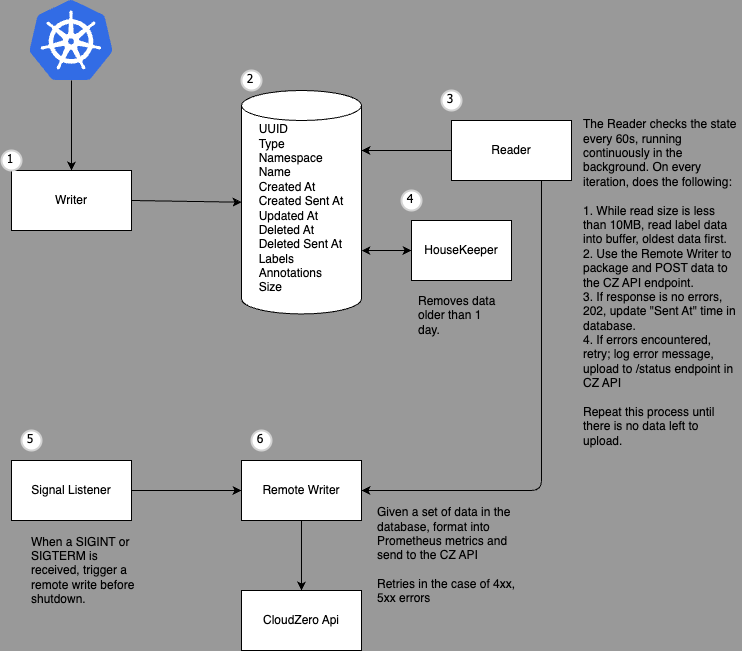 2
3
The Reader checks the state
every 60s, running
continuously in the
background. On every
iteration, does the following:
1. While read size is less
than 10MB, read label data
into buffer, oldest data first.
2. Use the Remote Writer to
package and POST data to
the CZ API endpoint.
3. If response is no errors,
202, update "Sent At" time in
database.
4. If errors encountered,
retry; log error message,
upload to /status endpoint in
CZ API
Repeat this process until
there is no data left to
upload.
1
Writer
UUID
Type
Namespace
Name
Created At
Created Sent At
Updated At
Deleted At
Deleted Sent At
Labels
Annotations
Size
Reader
4
HouseKeeper
Removes data
older than 1
day.
5
Signal Listener
When a SIGINT or
SIGTERM is
received, trigger a
remote write before
shutdown.
6
Remote Writer
Given a set of data in the
database, format into
Prometheus metrics and
send to the CZ API
Retries in the case of 4xx,
5xx errors
CloudZero Api